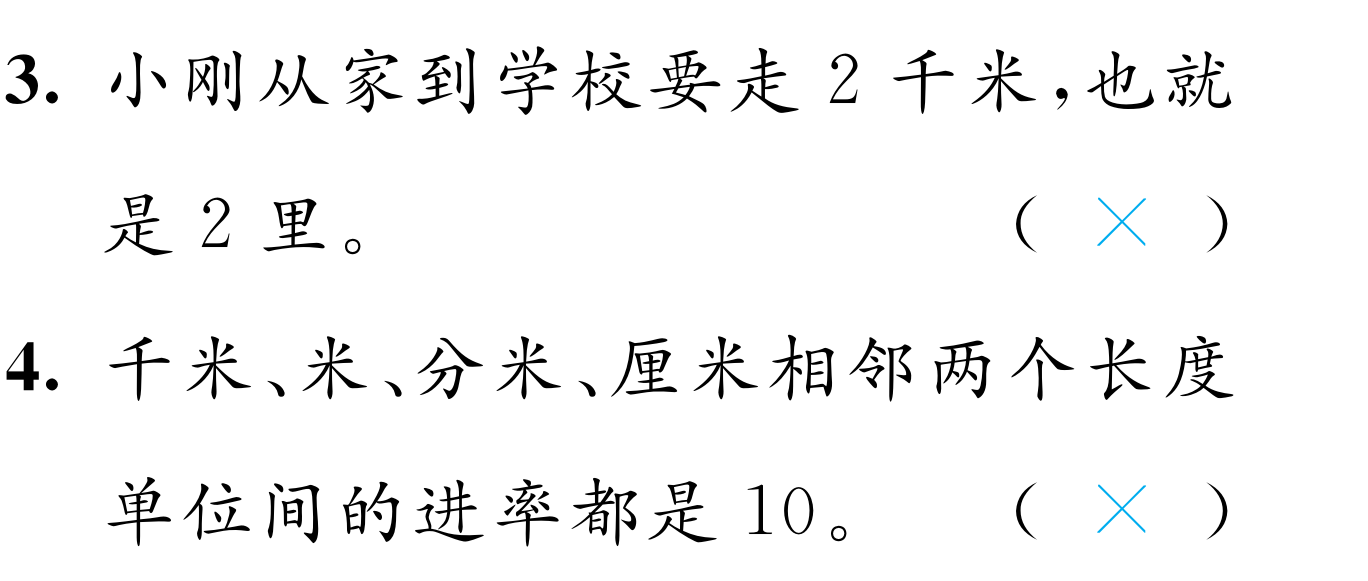 3. 小刚从家到学校要走 2 千米,也就
是 2 里。 ( × )
4. 千米、米、分米、厘米相邻两个长度
单位间的进率都是 10。 ( × )